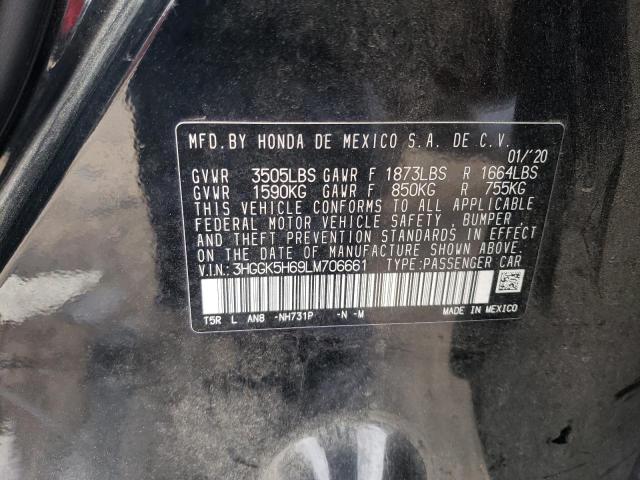 MFD.BY HONDA DE MEXICO S.A. DE C.V.
01/'20
GVWR 3505LBS GAWR F 1873LBS R 1664LBS
GVWR 1590KG GAWR F 850KG R 755KG
THIS VEHICLE CONFORMS TO ALL APPLICABLE
FEDERAL MOTOR VEHICLE SAFETY BUMPER,
AND THEFT PREVENTION STANDARDS IN EFFECT
ON THE DATE OF MANUFACTURE SHOWN ABOVE.
V.I.N.:3HGGK5H69LM706661 TYPE:PASSENGER CAR
T5R L AN8 -NH731P -N -M MADE IN MEXICO